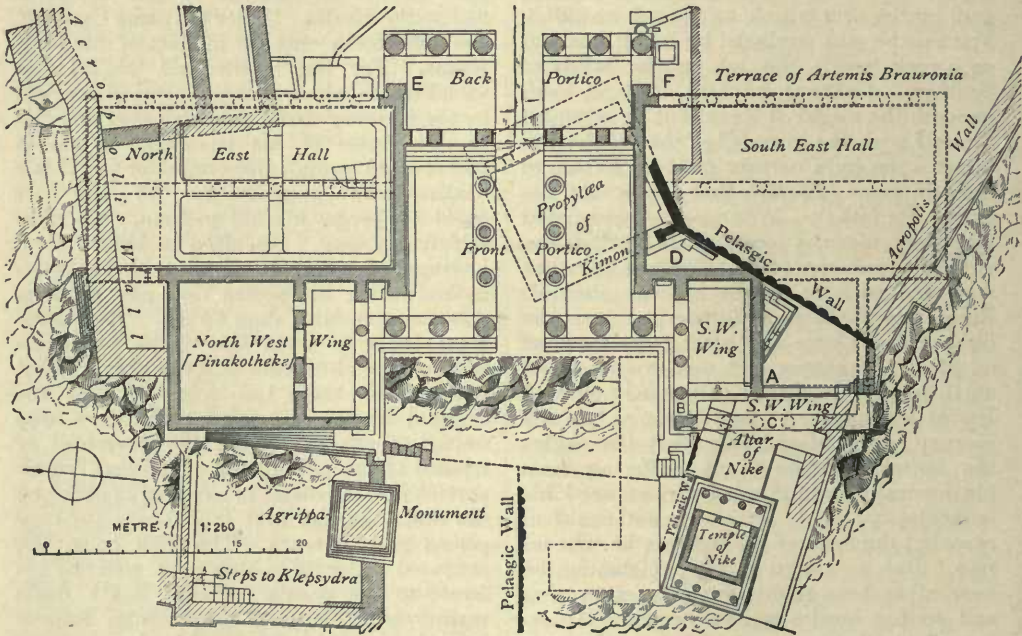 Acropolis Wall
E
Back
Portico
F
Terrace of Artemis Brauronia
North
East
Hall
South East Hall
Wall
Acropolis
Propylæa
of
Kimon
Front
Portico
D
Pelasgic
Wall
North West
[Pinakotheke]
Wing
S.W.
Wing
A
B
S.W. Wing
C
Altar
of
Nike
MÉTRE
1:250
0 5 10 15 20
Agrippa
Monument
Pelasgic Wall
Pelasgic W.
Temple
of
Nike
Steps to Klepsydra